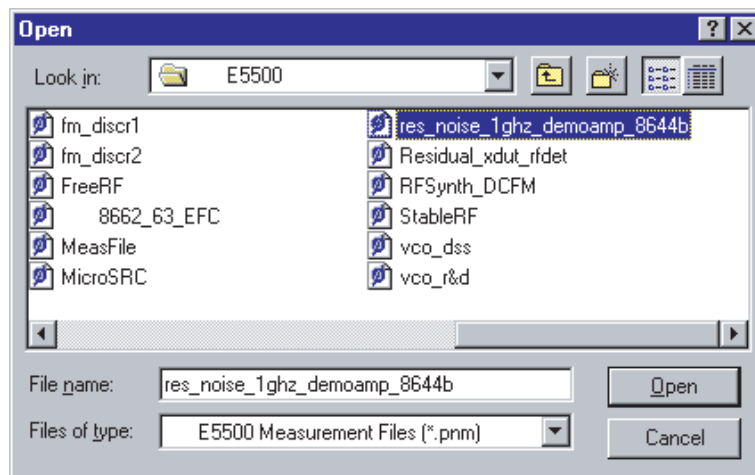 Open
Look in: E5500
fm_discr1
fm_discr2
FreeRF
8662_63_EFC
MeasFile
MicroSRC
res_noise_1ghz_demoamp_8644b
Residual_xdut_rfdet
RFSynth_DCFM
StableRF
vco_dss
vco_r&d
File name: res_noise_1ghz_demoamp_8644b
Open
Files of type: E5500 Measurement Files (*.pnm)
Cancel